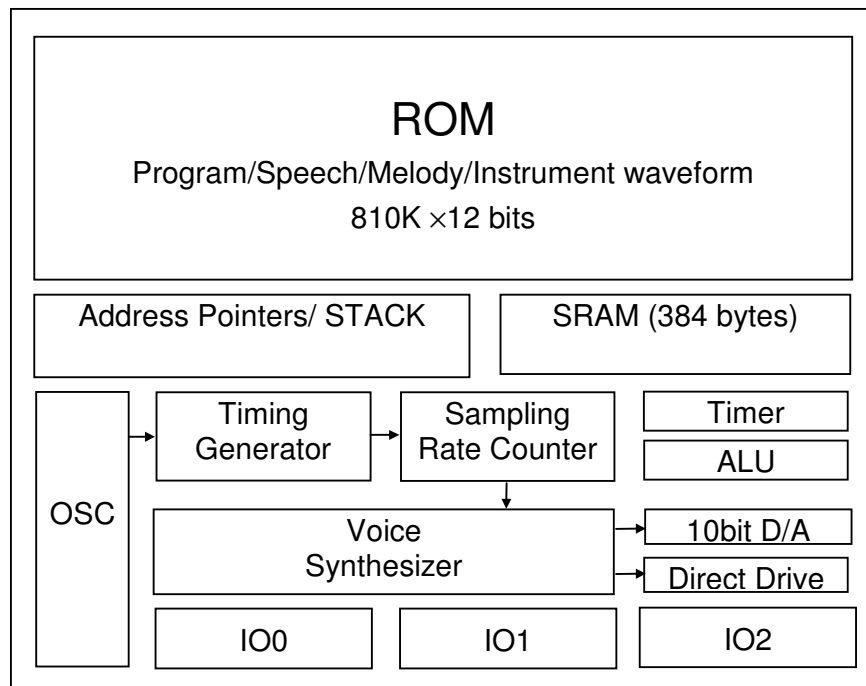 ROM
Program/Speech/Melody/Instrument waveform
810K ×12 bits
Address Pointers/ STACK
SRAM (384 bytes)
OSC
Timing
Generator
Sampling
Rate Counter
Timer
ALU
Voice
Synthesizer
10bit D/A
Direct Drive
IO0
IO1
IO2